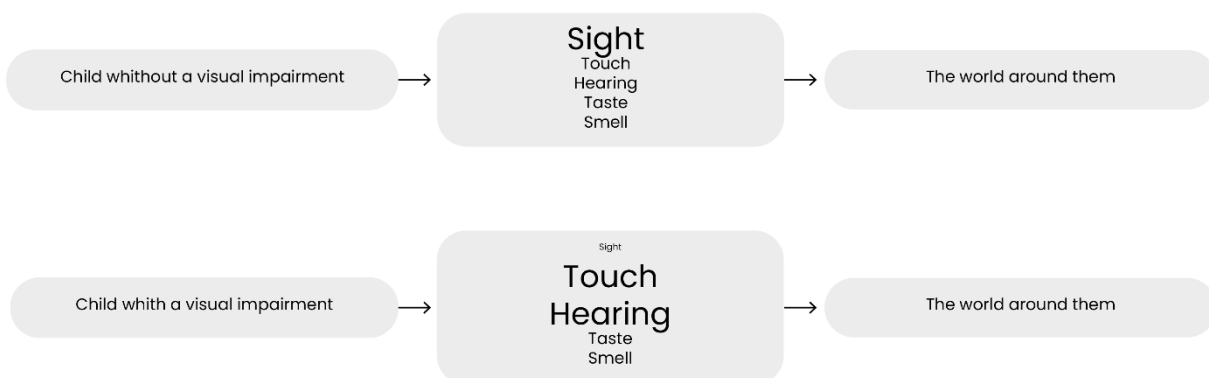 Child whithout a visual impairment
Sight
Touch
Hearing
Taste
Smell
The world around them
Child whith a visual impairment
Sight
Touch
Hearing
Taste
Smell
The world around them